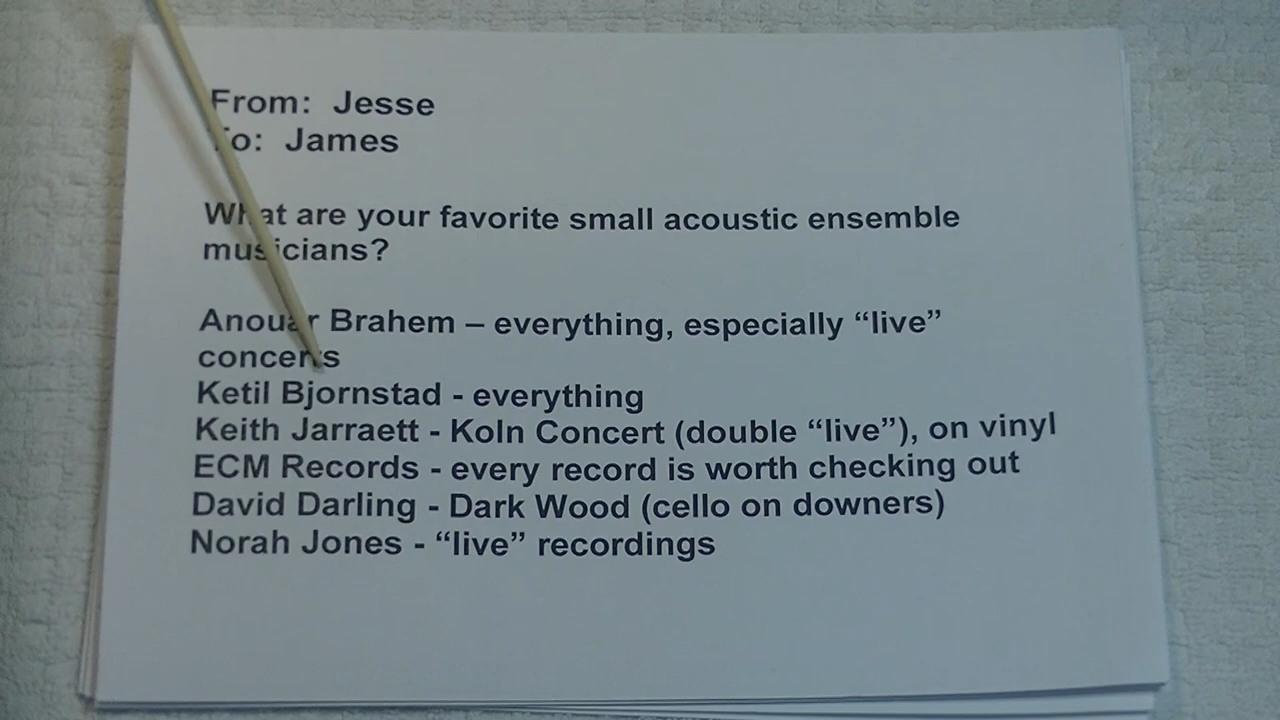 From: Jesse
To: James
What are your favorite small acoustic ensemble
musicians?
Anouar Brahem – everything, especially “live”
concerts
Ketil Bjornstad - everything
Keith Jarraett - Koln Concert (double “live”), on vinyl
ECM Records - every record is worth checking out
David Darling - Dark Wood (cello on downers)
Norah Jones - “live” recordings